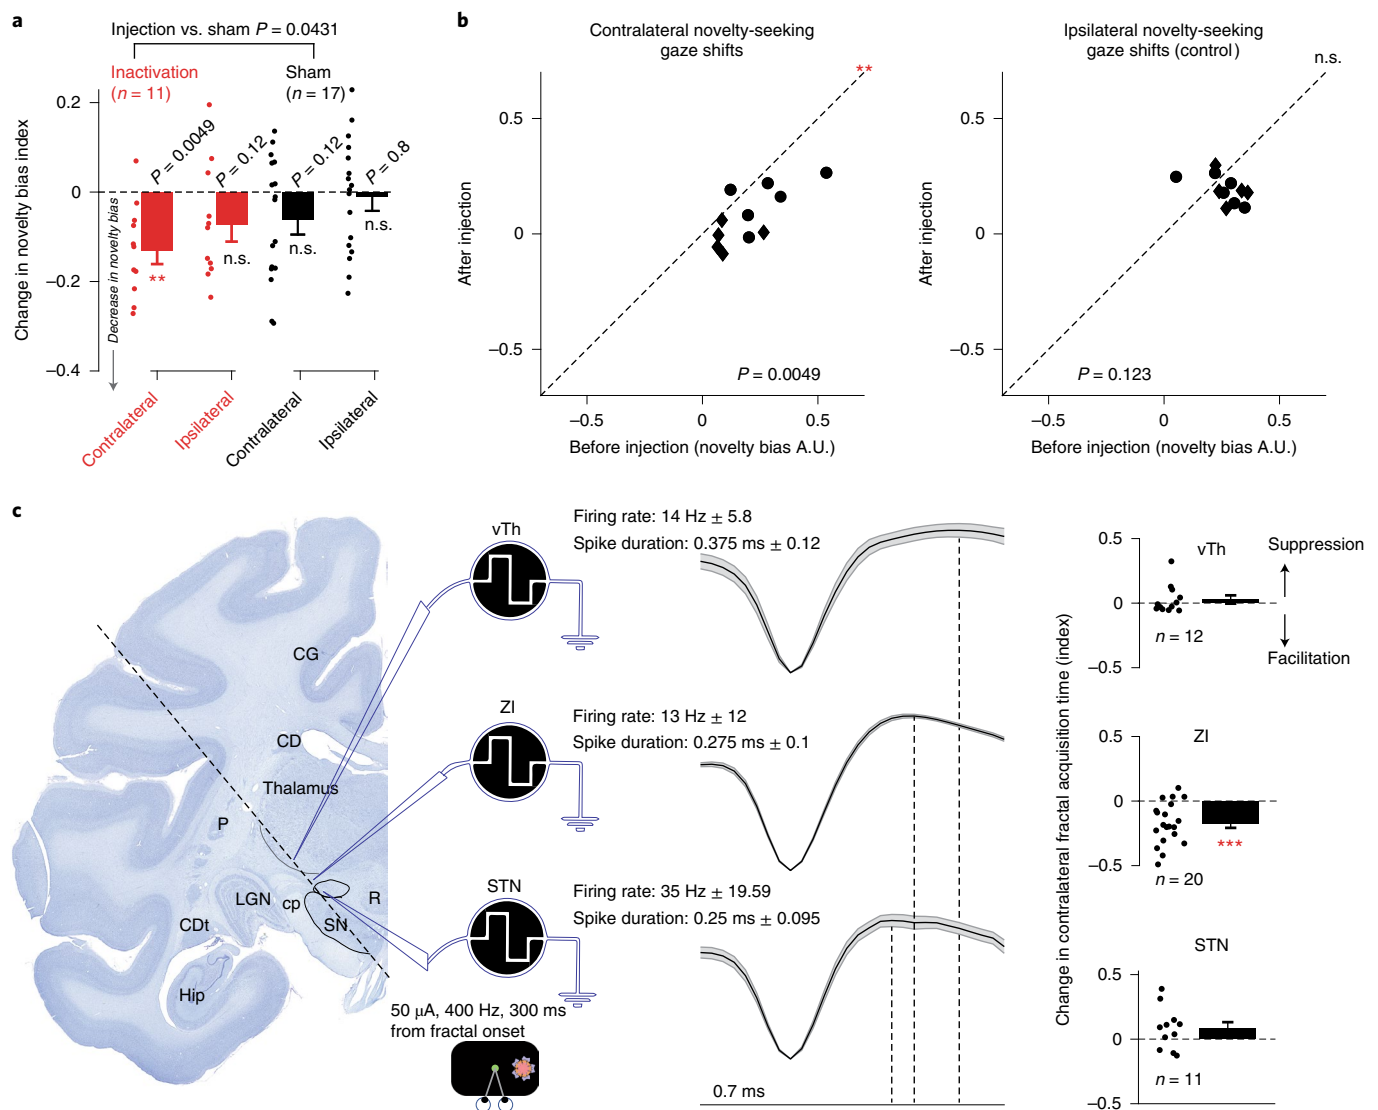 a
Injection vs. sham P = 0.0431
Inactivation
(n = 11)
Sham
(n = 17)
Change in novelty bias index
0.2
0
−0.2
−0.4
Decrease in novelty bias
P = 0.0049
P = 0.12
P = 0.12
P = 0.8
**
n.s.
n.s.
n.s.
Contralateral
Ipsilateral
Contralateral
Ipsilateral
b
Contralateral novelty-seeking
gaze shifts
**
After injection
0.5
0
−0.5
P = 0.0049
−0.5
0
0.5
Before injection (novelty bias A.U.)
Ipsilateral novelty-seeking
gaze shifts (control)
n.s.
After injection
0.5
0
−0.5
P = 0.123
−0.5
0
0.5
Before injection (novelty bias A.U.)
c
CG
CD
Thalamus
P
LGN
cp
R
SN
CDt
Hip
vTh
Firing rate: 14 Hz ± 5.8
Spike duration: 0.375 ms ± 0.12
ZI
Firing rate: 13 Hz ± 12
Spike duration: 0.275 ms ± 0.1
STN
Firing rate: 35 Hz ± 19.59
Spike duration: 0.25 ms ± 0.095
50 μA, 400 Hz, 300 ms
from fractal onset
0.7 ms
Change in contralateral fractal acquisition time (index)
0.5
0
−0.5
vTh
n = 12
Suppression
Facilitation
ZI
0.5
0
−0.5
***
n = 20
STN
0.5
0
−0.5
n = 11